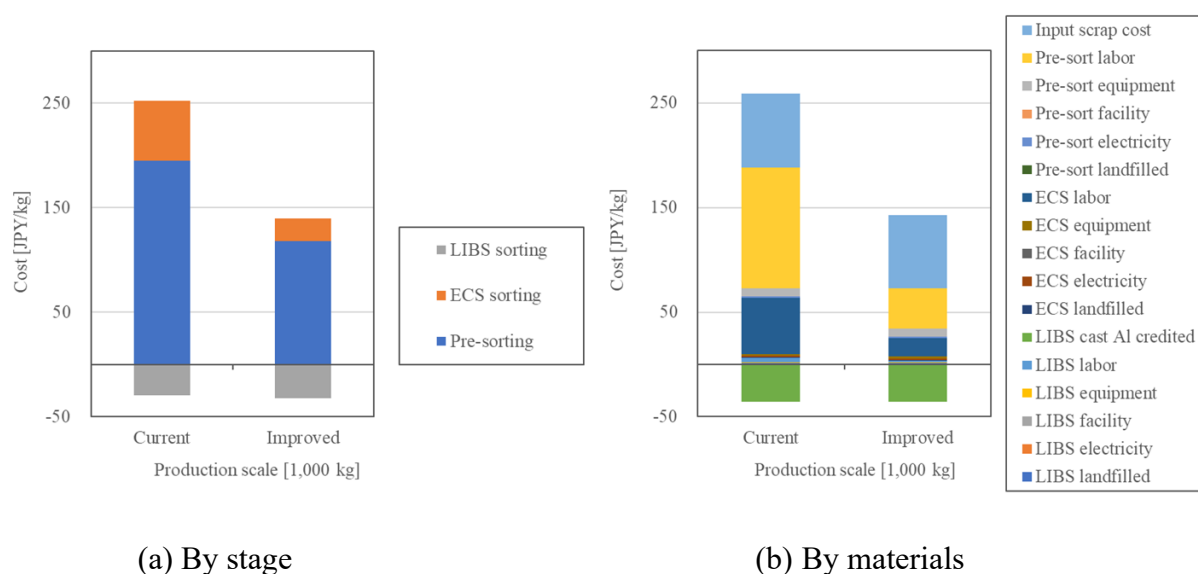 250
150
50
-50
Cost [JPY/kg]
Current
Improved
Production scale [1,000 kg]
LIBS sorting
ECS sorting
Pre-sorting
(a) By stage
250
150
50
-50
Cost [JPY/kg]
Current
Improved
Production scale [1,000 kg]
Input scrap cost
Pre-sort labor
Pre-sort equipment
Pre-sort facility
Pre-sort electricity
Pre-sort landfilled
ECS labor
ECS equipment
ECS facility
ECS electricity
ECS landfilled
LIBS cast Al credited
LIBS labor
LIBS equipment
LIBS facility
LIBS electricity
LIBS landfilled
(b) By materials